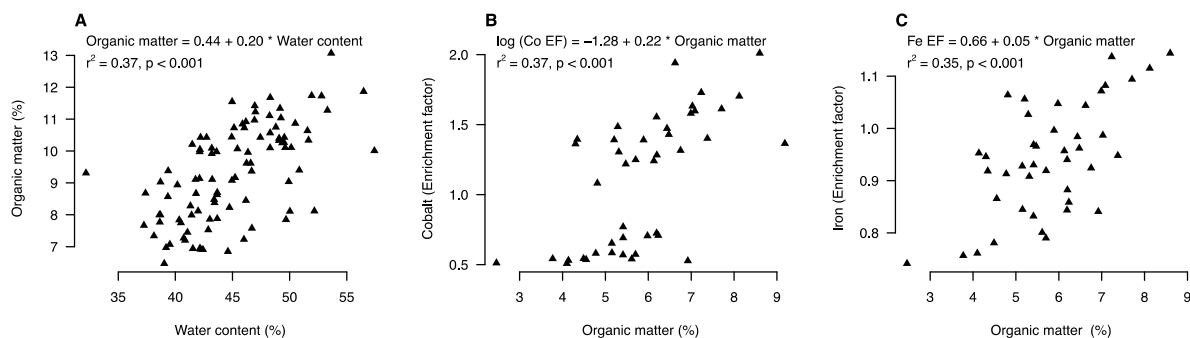 A
Organic matter = 0.44 + 0.20 * Water content
r² = 0.37, p < 0.001
13
12
11
10
9
8
7
Organic matter (%)
35 40 45 50 55
Water content (%)
B
log (Co EF) = −1.28 + 0.22 * Organic matter
r² = 0.37, p < 0.001
2.0
1.5
1.0
0.5
Cobalt (Enrichment factor)
3 4 5 6 7 8 9
Organic matter (%)
C
Fe EF = 0.66 + 0.05 * Organic matter
r² = 0.35, p < 0.001
1.1
1.0
0.9
0.8
Iron (Enrichment factor)
3 4 5 6 7 8 9
Organic matter (%)